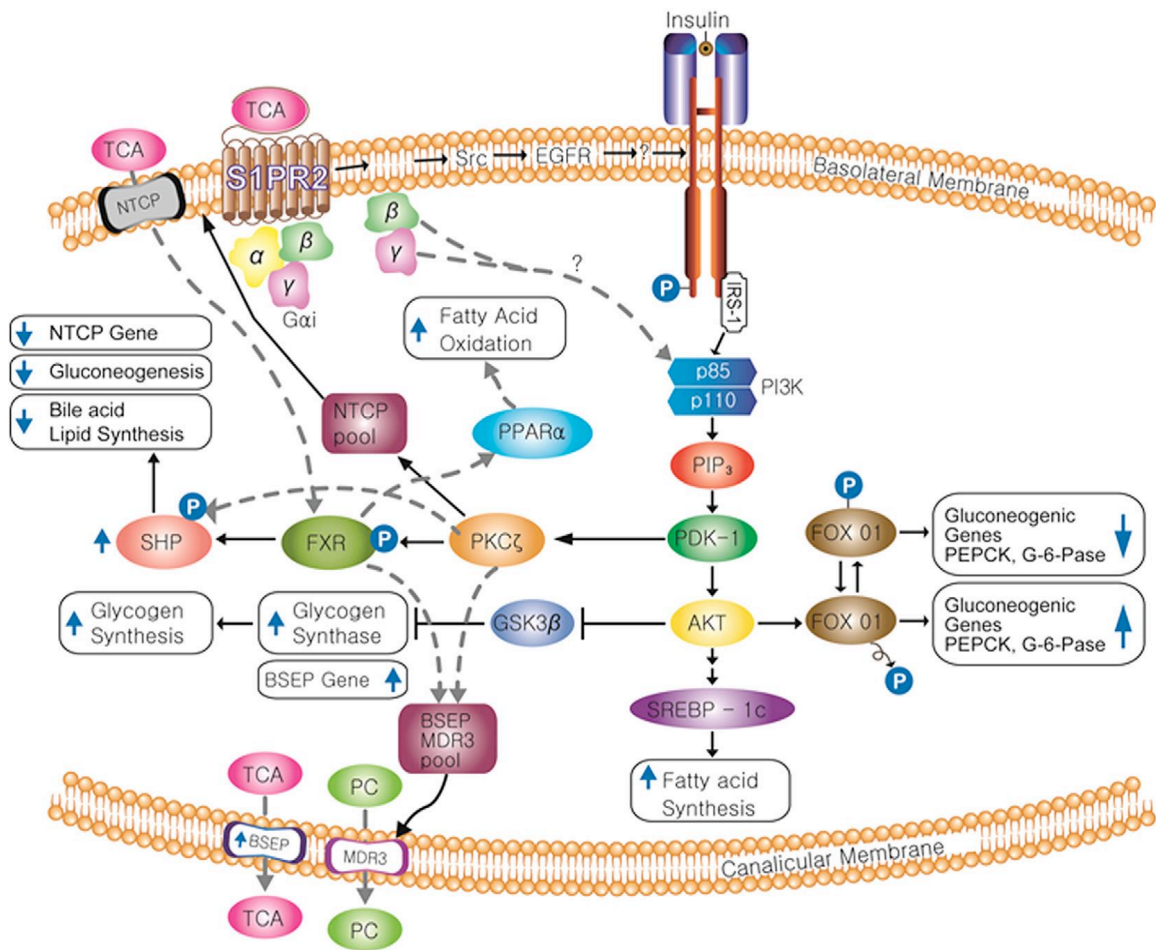 Insulin
TCA
TCA
S1PR2
Src
EGFR
?
Basolateral Membrane
NTCP
β
γ
α
β
γ
Gαi
?
P
IRS-1
NTCP Gene
Gluconeogenesis
Bile acid
Lipid Synthesis
Fatty Acid
Oxidation
p85
p110
PI3K
NTCP
pool
PPARα
PIP₃
P
P
SHP
FXR
P
PKCζ
PDK-1
FOX 01
Gluconeogenic
Genes
PEPCK, G-6-Pase
Glycogen
Synthesis
Glycogen
Synthase
GSK3β
AKT
FOX 01
Gluconeogenic
Genes
PEPCK, G-6-Pase
P
BSEP Gene
BSEP
MDR3
pool
SREBP - 1c
TCA
PC
Fatty acid
Synthesis
BSEP
MDR3
Canalicular Membrane
TCA
PC